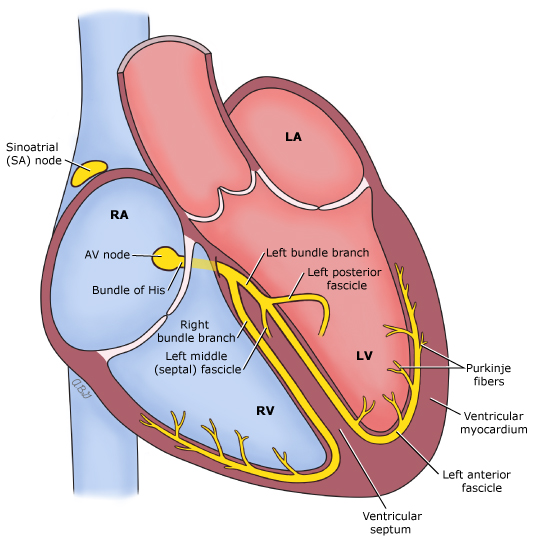 Sinoatrial
(SA) node
LA
RA
AV node
Bundle of His
Left bundle branch
Left posterior
fascicle
Right
bundle branch
Left middle
(septal) fascicle
LV
RV
Purkinje
fibers
Ventricular
myocardium
Left anterior
fascicle
Ventricular
septum